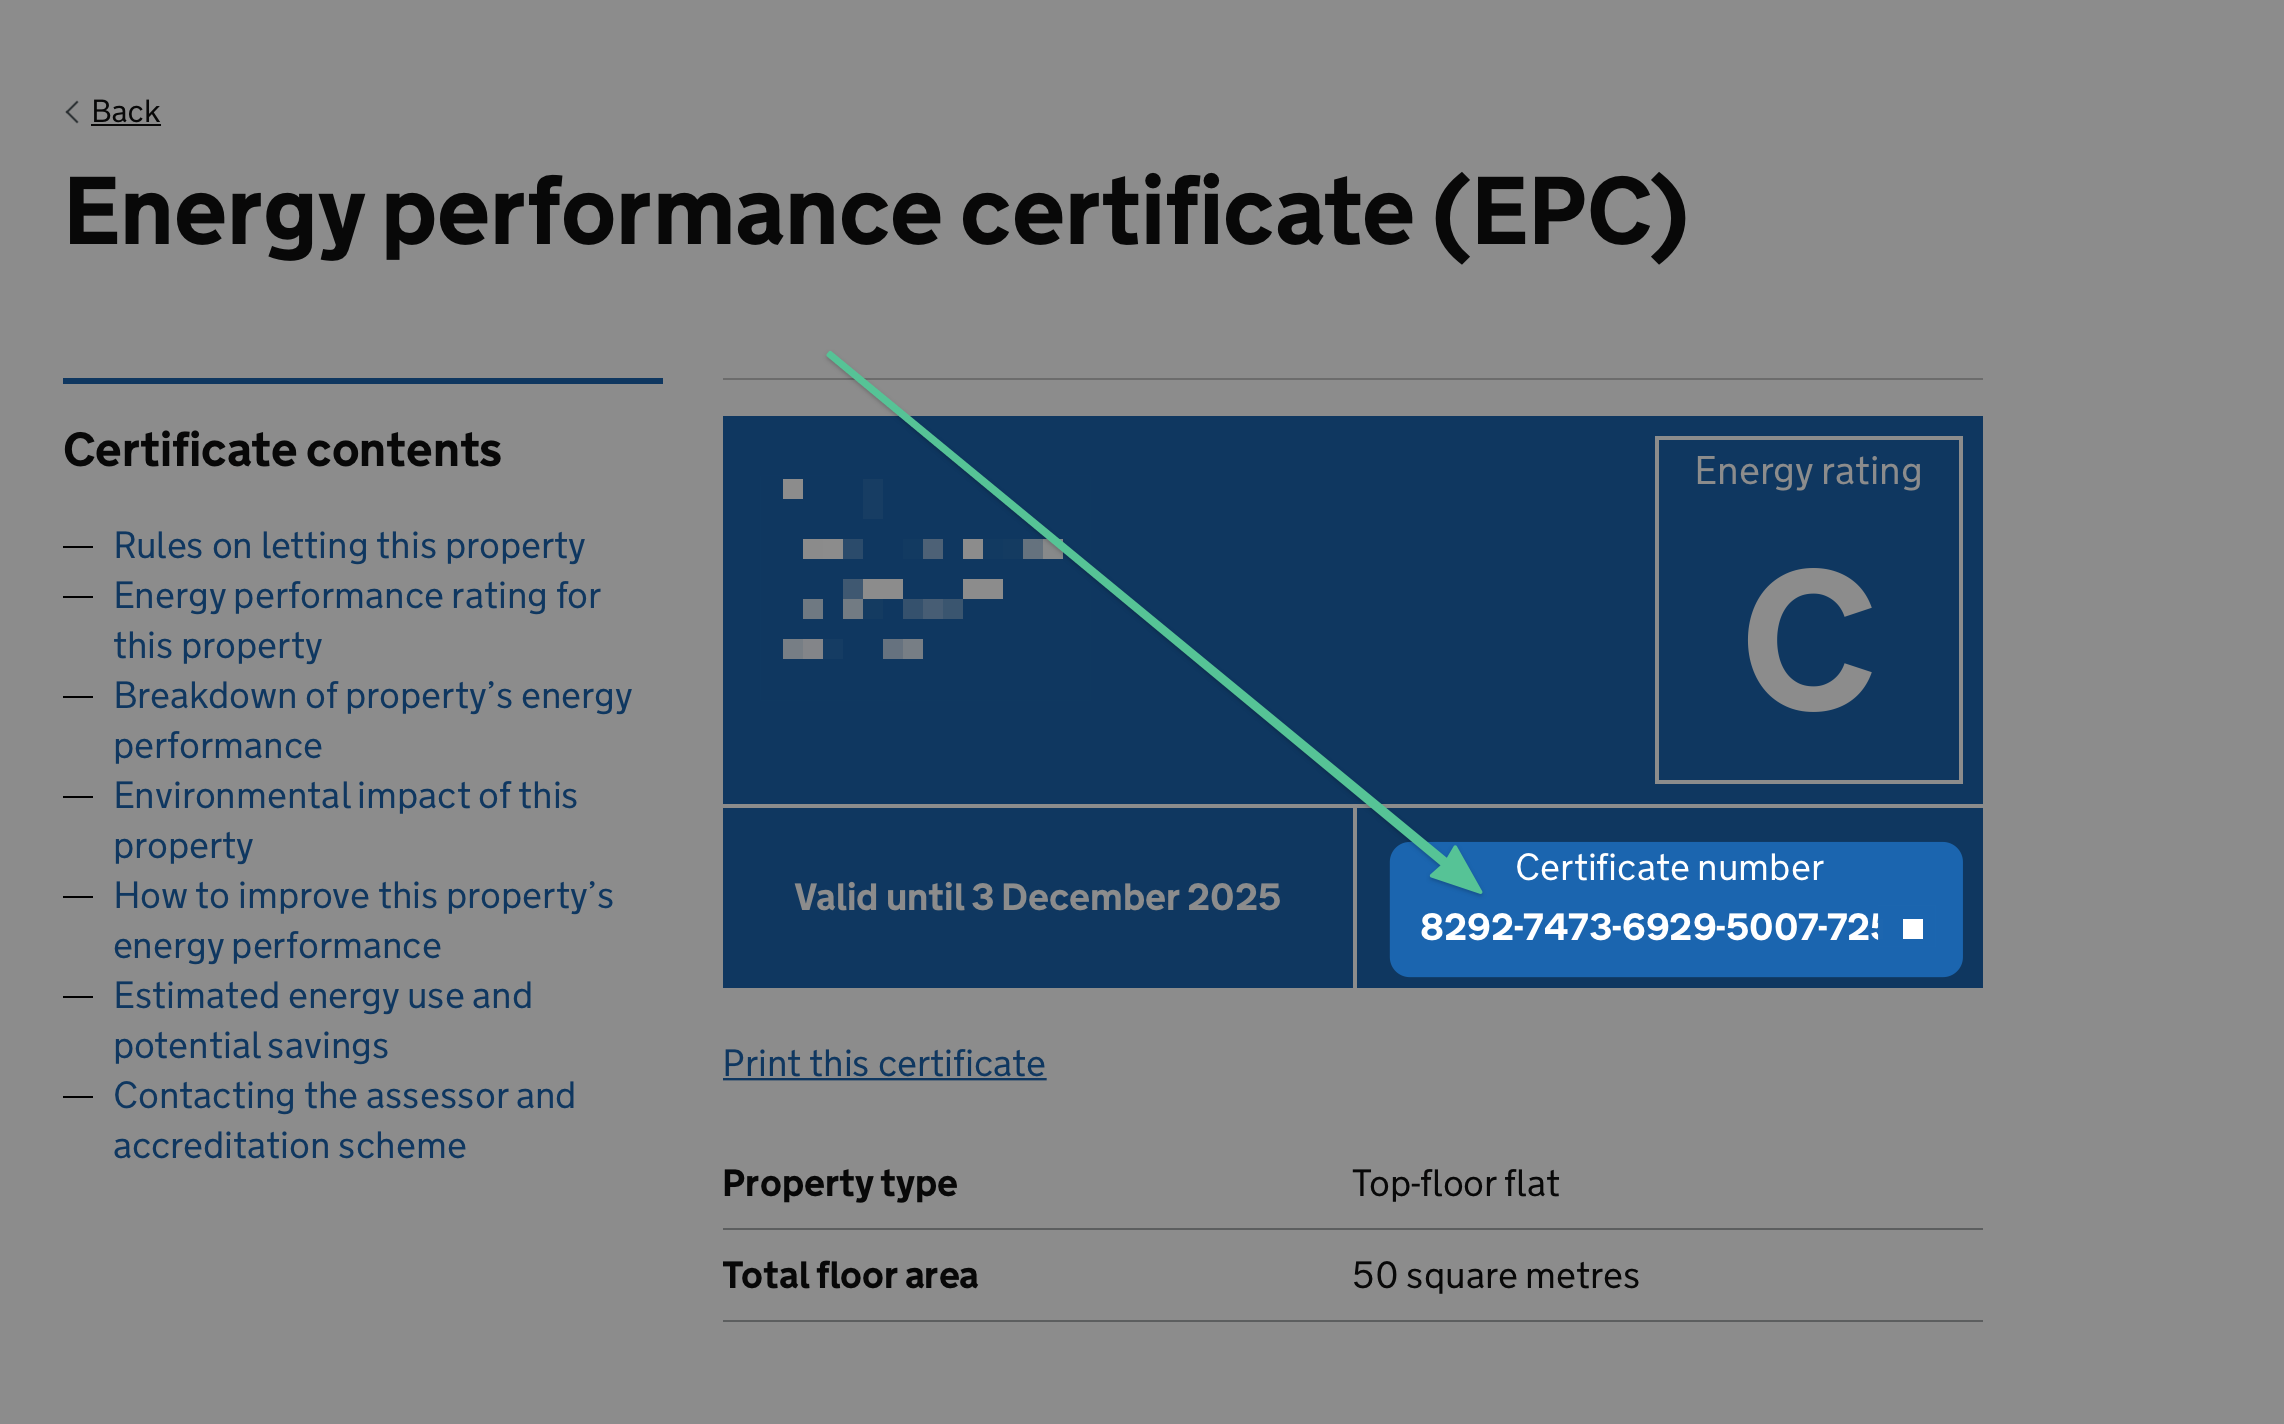 Back
Energy performance certificate (EPC)
Certificate contents
— Rules on letting this property
— Energy performance rating for
this property
— Breakdown of property’s energy
performance
— Environmental impact of this
property
— How to improve this property’s
energy performance
— Estimated energy use and
potential savings
— Contacting the assessor and
accreditation scheme
Energy rating
C
Valid until 3 December 2025
Certificate number
8292-7473-6929-5007-72
Print this certificate
Property type Top-floor flat
Total floor area 50 square metres